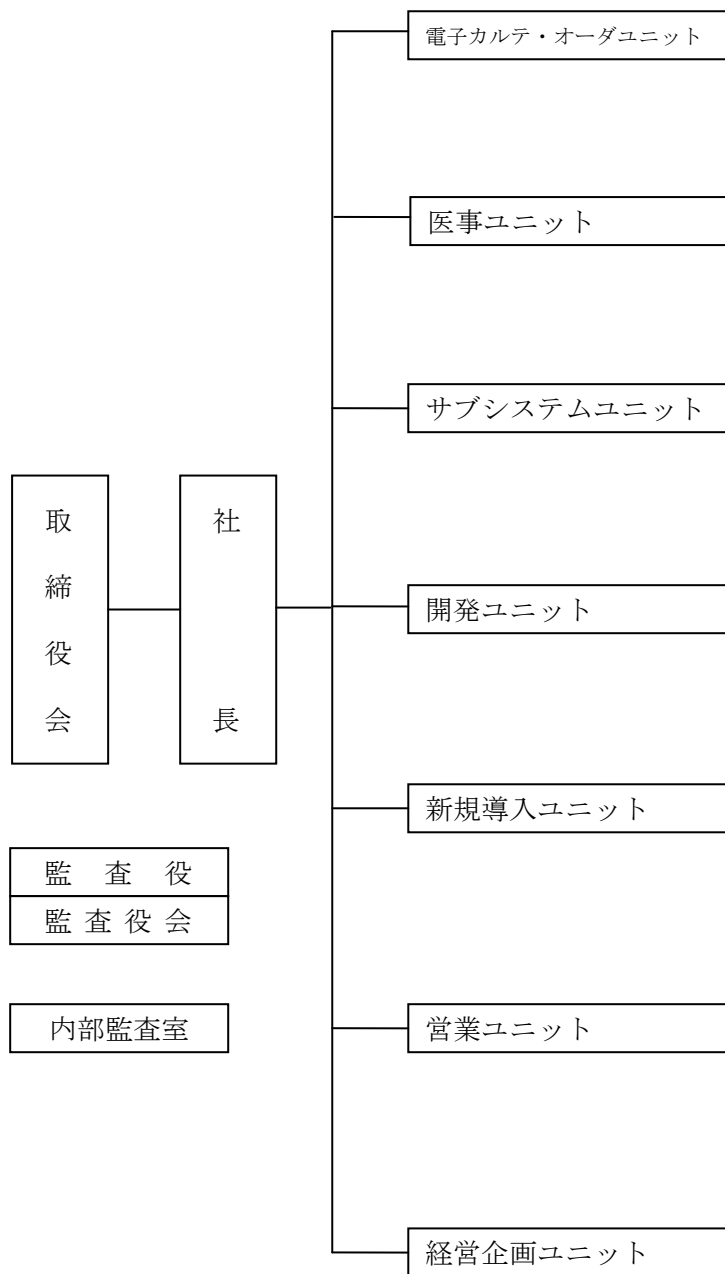 電子カルテ・オーダユニット
医事ユニット
サブシステムユニット
取締役会
社長
開発ユニット
新規導入ユニット
監査役
監査役会
内部監査室
営業ユニット
経営企画ユニット